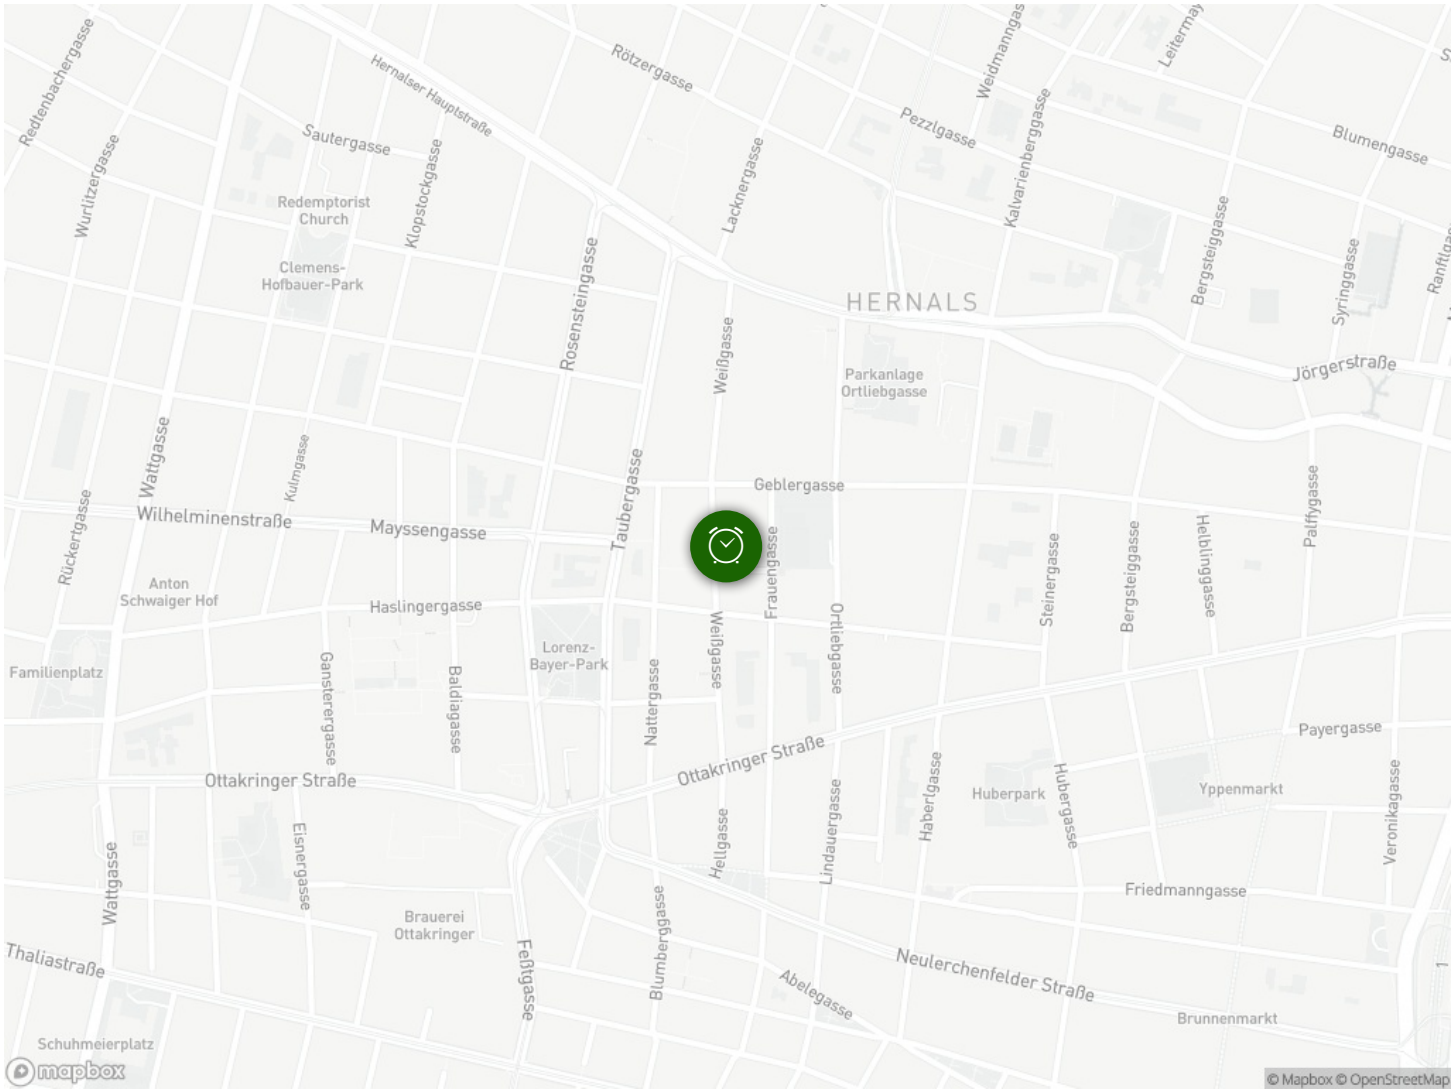 Redtenbachergasse
Hernalser Hauptstraße
Rötzergasse
Weidmanngasse
Pezzlgasse
Kalvarienberggasse
Blumengasse
Wurlitzergasse
Sautergasse
Klopstockgasse
Lacknergasse
Redemptorist
Church
Clemens-
Hofbauer-Park
Rosensteingasse
HERNALS
Bergsteiggasse
Syringgasse
Weißgasse
Parkanlage
Ortliebgasse
Jörgerstraße
Wattgasse
Kulmgasse
Taubergasse
Geblergasse
Palffygasse
Wilhelminenstraße
Mayssengasse
Rückertgasse
Frauengasse
Steinergasse
Bergsteiggasse
Helblinggasse
Anton
Schwaiger Hof
Haslingergasse
Lorenz-
Bayer-Park
Weißgasse
Ortliebgasse
Familienplatz
Gansterergasse
Baldiagasse
Nattergasse
Ottakringer Straße
Ottakringer Straße
Payergasse
Huberpark
Hubergasse
Yppenmarkt
Veronikagasse
Eisnergasse
Hellgasse
Lindauergasse
Haberlgasse
Wattgasse
Friedmanngasse
Brauerei
Ottakringer
Blumberggasse
Feßtgasse
Thaliastraße
Neulerchenfelder Straße
Abelegasse
Brunnenmarkt
Schuhmeierplatz
1
mapbox
© Mapbox © OpenStreetMap